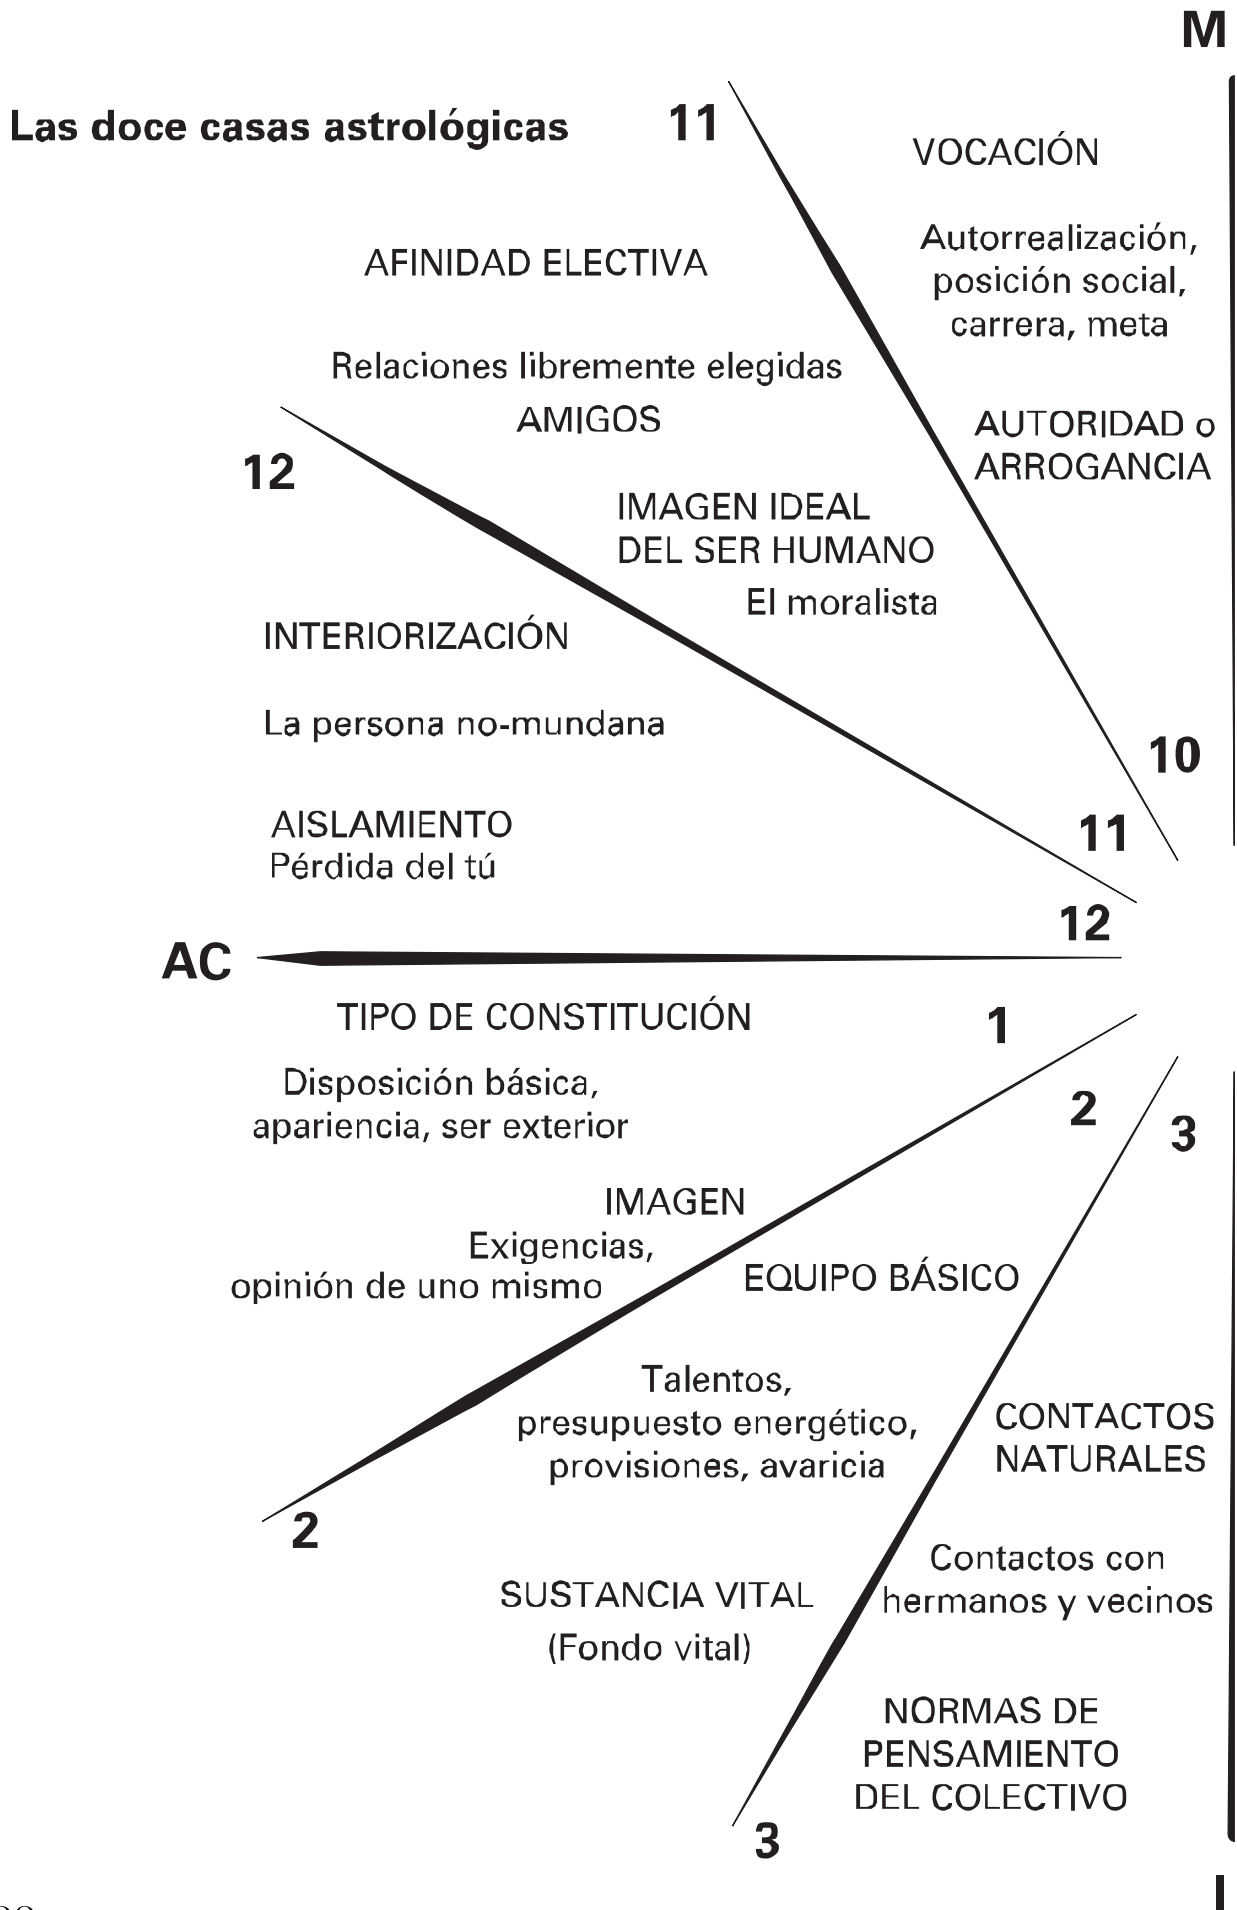 M
Las doce casas astrológicas
11
VOCACIÓN
Autorrealización,
posición social,
carrera, meta
AUTORIDAD o
ARROGANCIA
10
AFINIDAD ELECTIVA
Relaciones libremente elegidas
AMIGOS
IMAGEN IDEAL
DEL SER HUMANO
El moralista
11
12
INTERIORIZACIÓN
La persona no-mundana
AISLAMIENTO
Pérdida del tú
12
AC
TIPO DE CONSTITUCIÓN
1
Disposición básica,
apariencia, ser exterior
IMAGEN
Exigencias,
opinión de uno mismo
2
EQUIPO BÁSICO
Talentos,
presupuesto energético,
provisiones, avaricia
2
SUSTANCIA VITAL
(Fondo vital)
3
CONTACTOS
NATURALES
Contactos con
hermanos y vecinos
NORMAS DE
PENSAMIENTO
DEL COLECTIVO
3
I